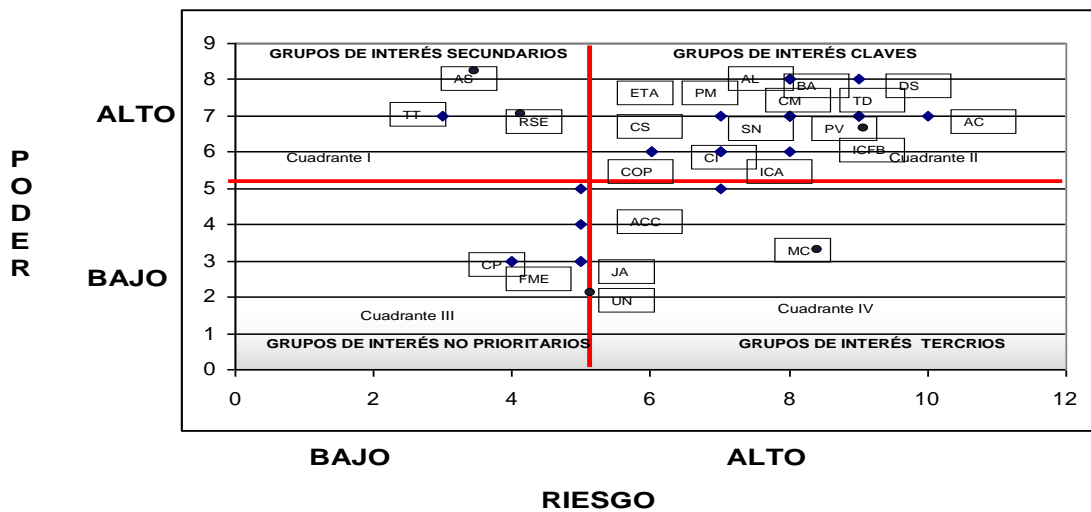 GRUPOS DE INTERÉS SECUNDARIOS GRUPOS DE INTERÉS CLAVES
9
8
7
6
5
4
3
2
1
0
AS AL BA DS
ETA PM CM TD
TT RSE CS SN PV AC
Cuadrante I CI ICFB Cuadrante II
COP ICA
ACC
MC
CP FME JA
UN
Cuadrante III Cuadrante IV
GRUPOS DE INTERÉS NO PRIORITARIOS GRUPOS DE INTERÉS TERCRIOS
0 2 4 6 8 10 12
ALTO
PODER
BAJO
BAJO ALTO
RIESGO